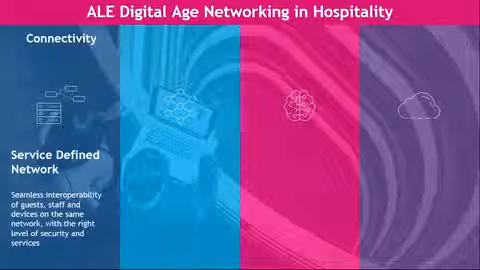 ALE Digital Age Networking in Hospitality
Connectivity
Service Defined
Network
Seamless interoperability
of guests, staff and
devices on the same
network, with the right
level of security and
services